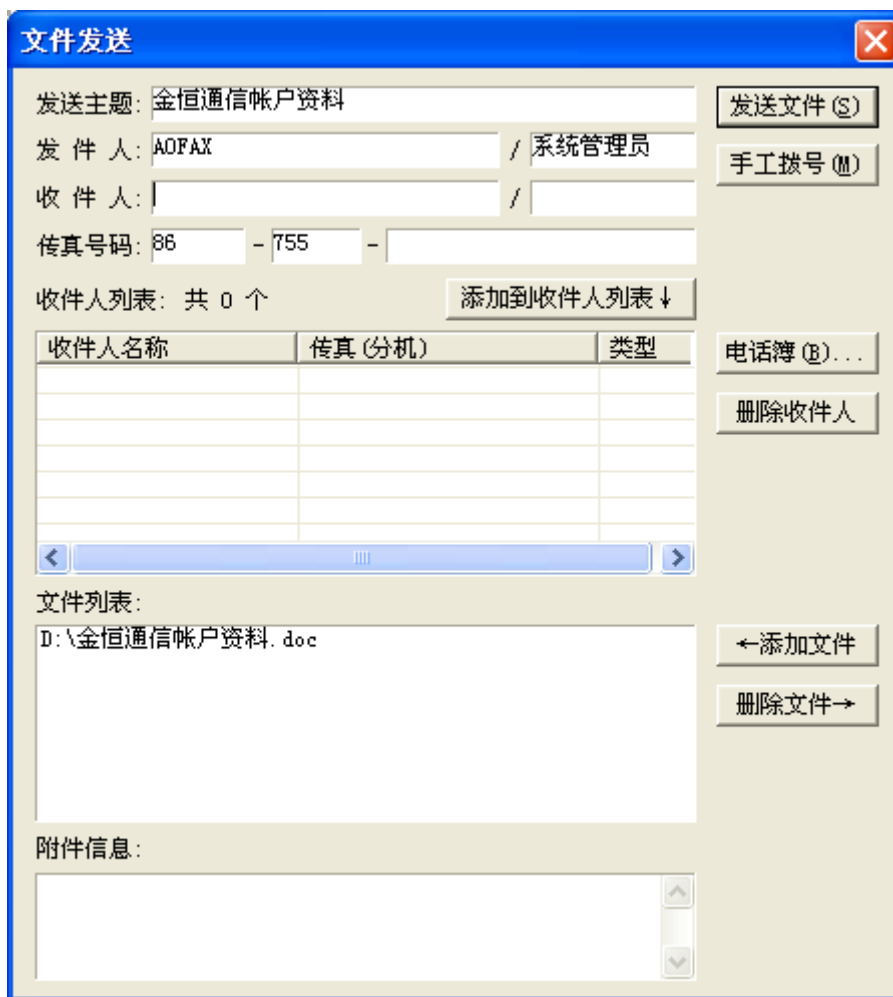 文件发送
发送主题: 金恒通信帐户资料 发送文件(S)
发 件 人: AOFAX / 系统管理员 手工拨号(M)
收 件 人: /
传真号码: 86 - 755 -
收件人列表: 共 0 个 添加到收件人列表↓
收件人名称 传真(分机) 类型 电话簿(B)...
删除收件人
文件列表:
D:\金恒通信帐户资料.doc ←添加文件
删除文件→
附件信息: